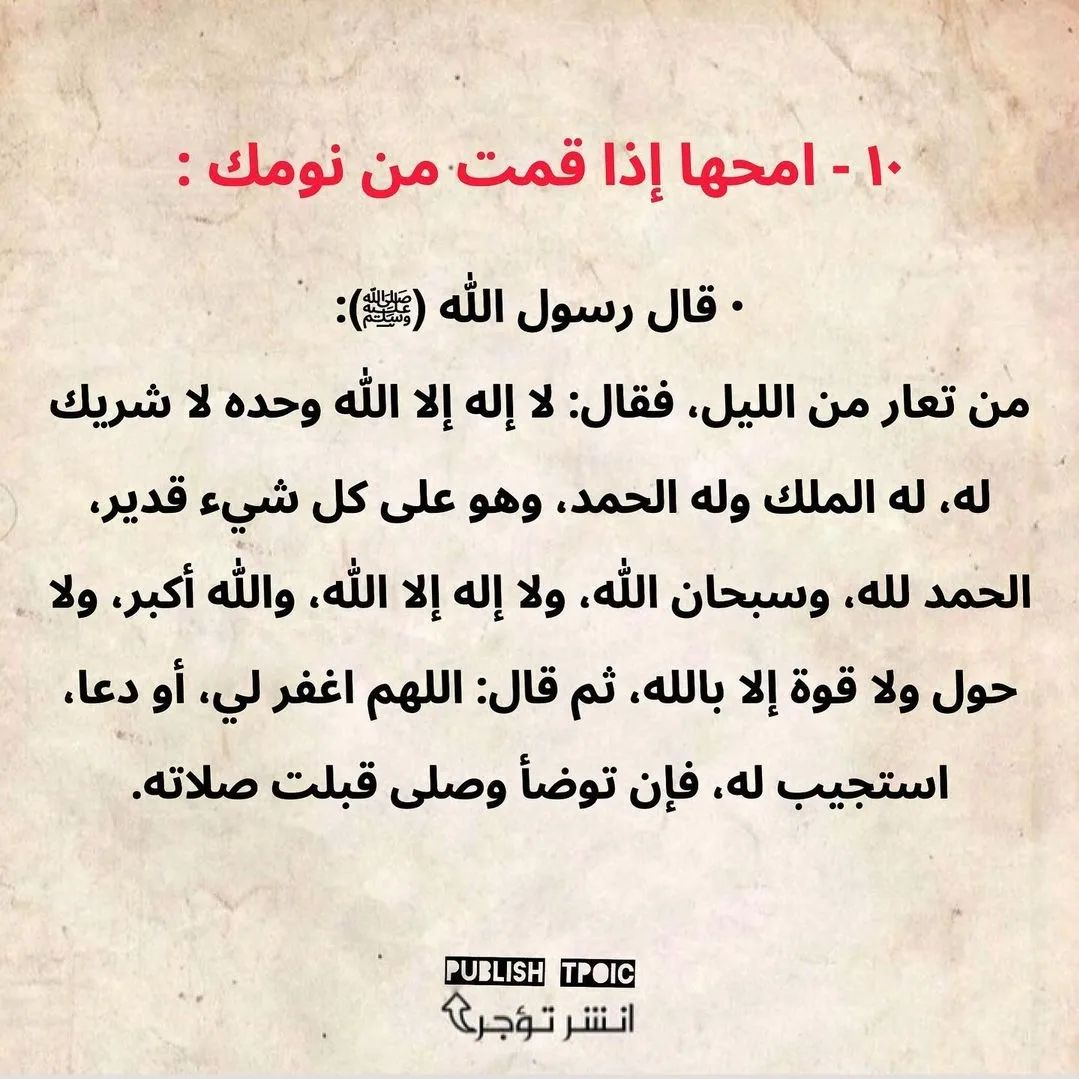 ١٠ - امحها إذا قمت من نومك :
• قال رسول الله (ﷺ):
من تعار من الليل، فقال: لا إله إلا الله وحده لا شريك
له، له الملك وله الحمد، وهو على كل شيء قدير،
الحمد لله، وسبحان الله، ولا إله إلا الله، والله أكبر، ولا
حول ولا قوة إلا بالله، ثم قال: اللهم اغفر لي، أو دعا،
استجيب له، فإن توضأ وصلى قبلت صلاته.
PUBLISH TPOIC
انشر تؤجر